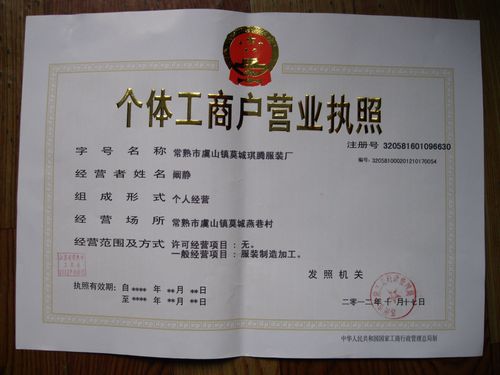 个体工商户营业执照
注册号 320581601096630
编号: 320581000201210170054
字号名称 常熟市虞山镇莫城琪腾服装厂
经营者姓名 阚静
组成形式 个人经营
经营场所 常熟市虞山镇莫城燕巷村
经营范围及方式 许可经营项目：无。
一般经营项目：服装制造加工。
发照机关
执照有效期: 自 **** 年 ** 月 ** 日
至 **** 年 ** 月 ** 日
二零一二年 十 月 十七 日
中华人民共和国国家工商行政管理总局制